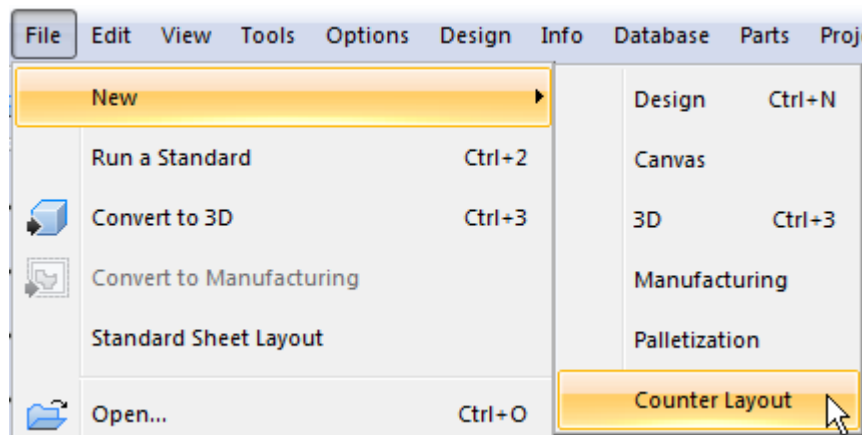 File Edit View Tools Options Design Info Database Parts
New
Run a Standard Ctrl+2
Convert to 3D Ctrl+3
Convert to Manufacturing
Standard Sheet Layout
Open... Ctrl+O
Design Ctrl+N
Canvas
3D Ctrl+3
Manufacturing
Palletization
Counter Layout